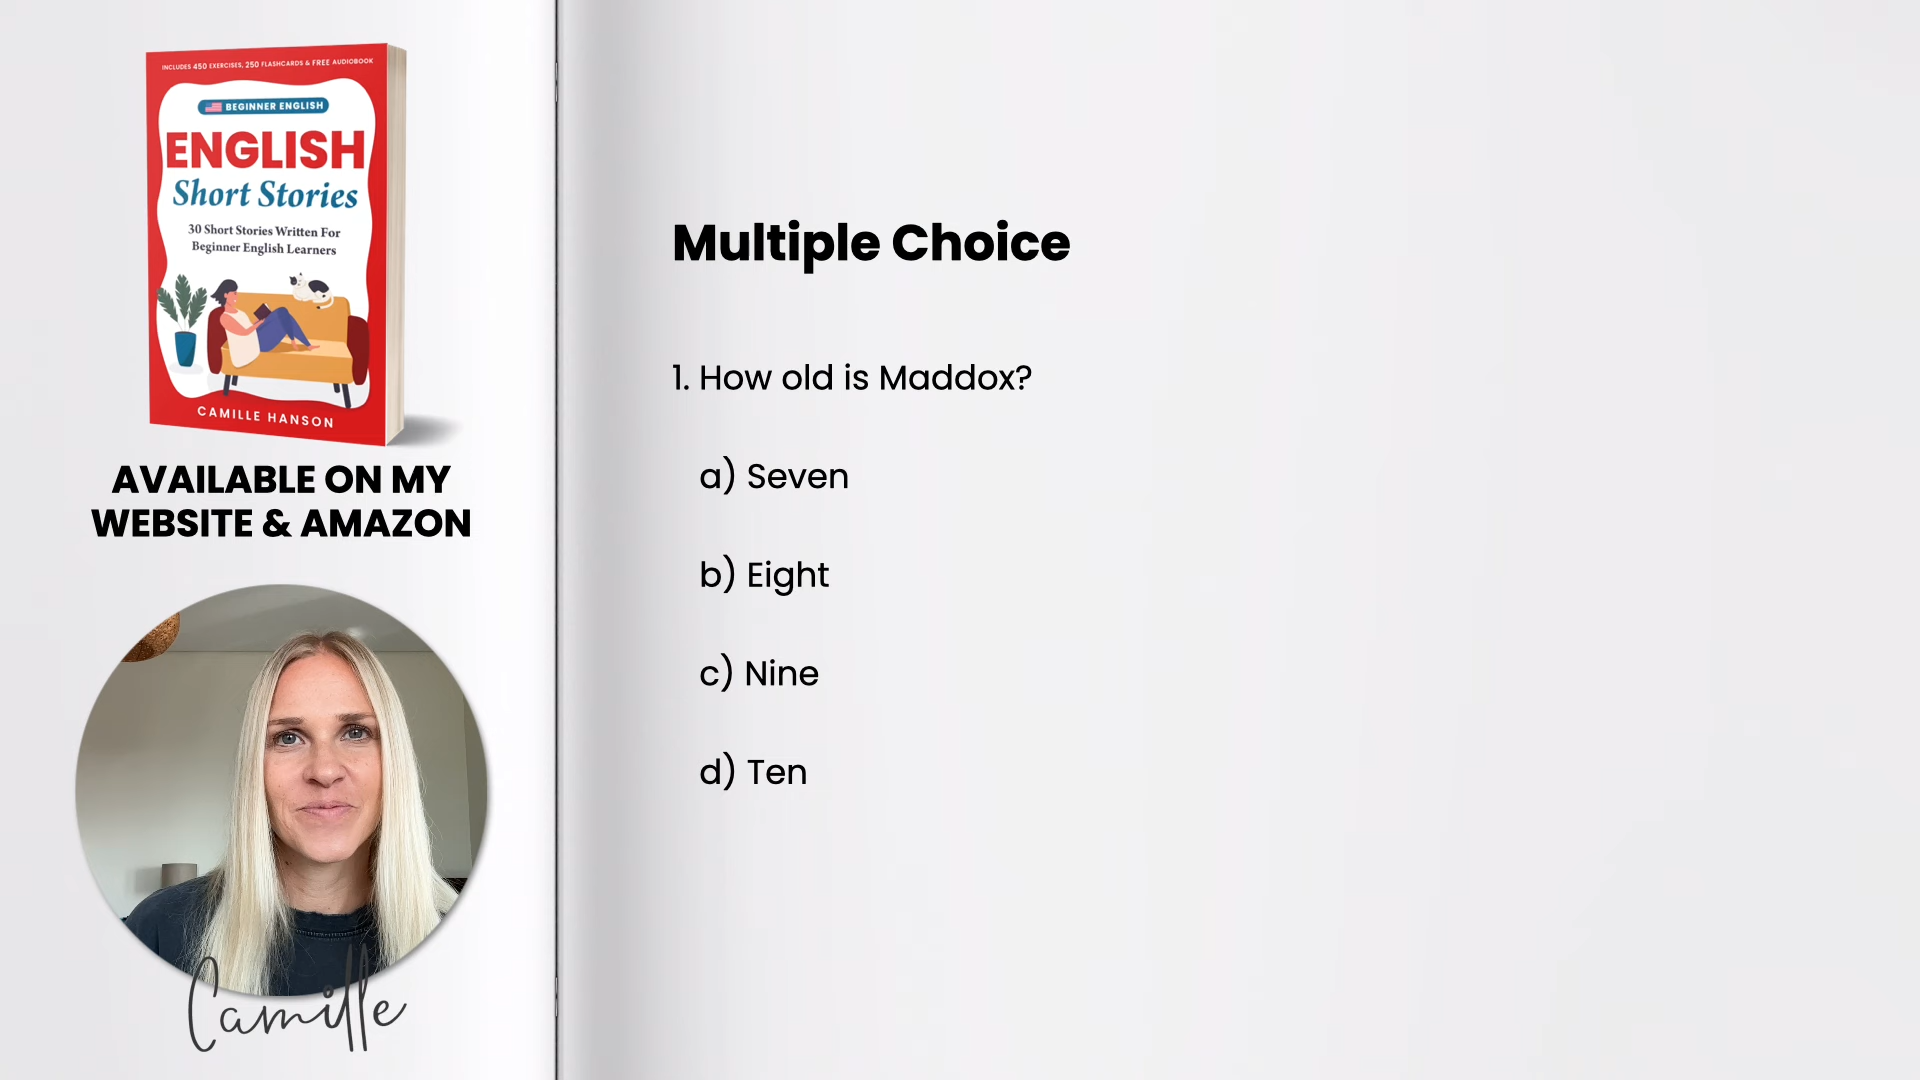 INCLUDES 450 EXERCISES, 250 FLASHCARDS & FREE AUDIOBOOK
BEGINNER ENGLISH
ENGLISH
Short Stories
30 Short Stories Written For
Beginner English Learners
CAMILLE HANSON
AVAILABLE ON MY
WEBSITE & AMAZON
Camille
Multiple Choice
1. How old is Maddox?
a) Seven
b) Eight
c) Nine
d) Ten